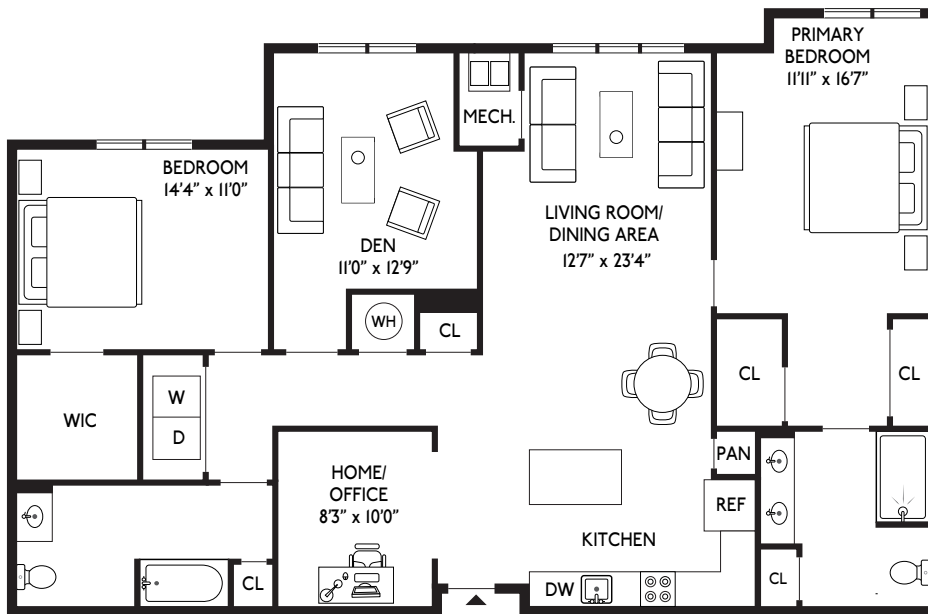 PRIMARY
BEDROOM
11'11" x 16'7"
MECH.
BEDROOM
14'4" x 11'0"
LIVING ROOM/
DINING AREA
12'7" x 23'4"
DEN
11'0" x 12'9"
WH
CL
CL
CL
WIC
W
D
PAN
HOME/
OFFICE
8'3" x 10'0"
REF
KITCHEN
CL
DW
CL